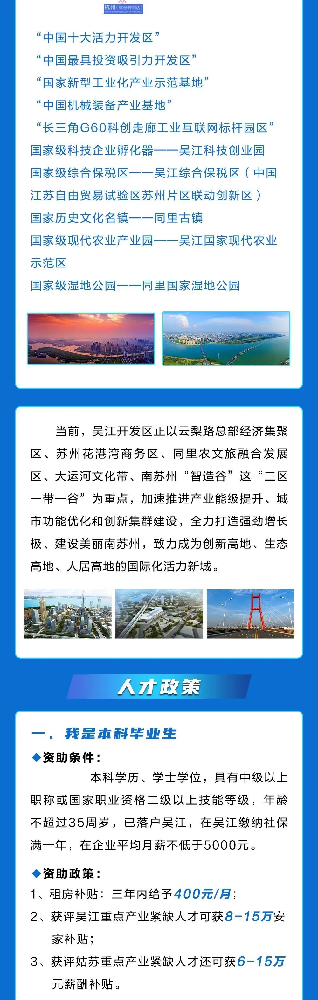 杭州（90分钟到达）
“中国十大活力开发区”
“中国最具投资吸引力开发区”
“国家新型工业化产业示范基地”
“中国机械装备产业基地”
“长三角G60科创走廊工业互联网标杆园区”
国家级科技企业孵化器——吴江科技创业园
国家级综合保税区——吴江综合保税区（中国
江苏自由贸易试验区苏州片区联动创新区）
国家历史文化名镇——同里古镇
国家级现代农业产业园——吴江国家现代农业
示范区
国家级湿地公园——同里国家湿地公园
当前，吴江开发区正以云梨路总部经济集聚
区、苏州花港湾商务区、同里农文旅融合发展
区、大运河文化带、南苏州“智造谷”这“三区
一带一谷”为重点，加速推进产业能级提升、城
市功能优化和创新集群建设，全力打造强劲增长
极、建设美丽南苏州，致力成为创新高地、生态
高地、人居高地的国际化活力新城。
人才政策
一、我是本科毕业生
◆资助条件：
本科学历、学士学位，具有中级以上
职称或国家职业资格二级以上技能等级，年龄
不超过35周岁，已落户吴江，在吴江缴纳社保
满一年，在企业平均月薪不低于5000元。
◆资助政策：
1、租房补贴：三年内给予400元/月；
2、获评吴江重点产业紧缺人才可获8-15万安
家补贴；
3、获评姑苏重点产业紧缺人才还可获6-15万
元薪酬补贴。